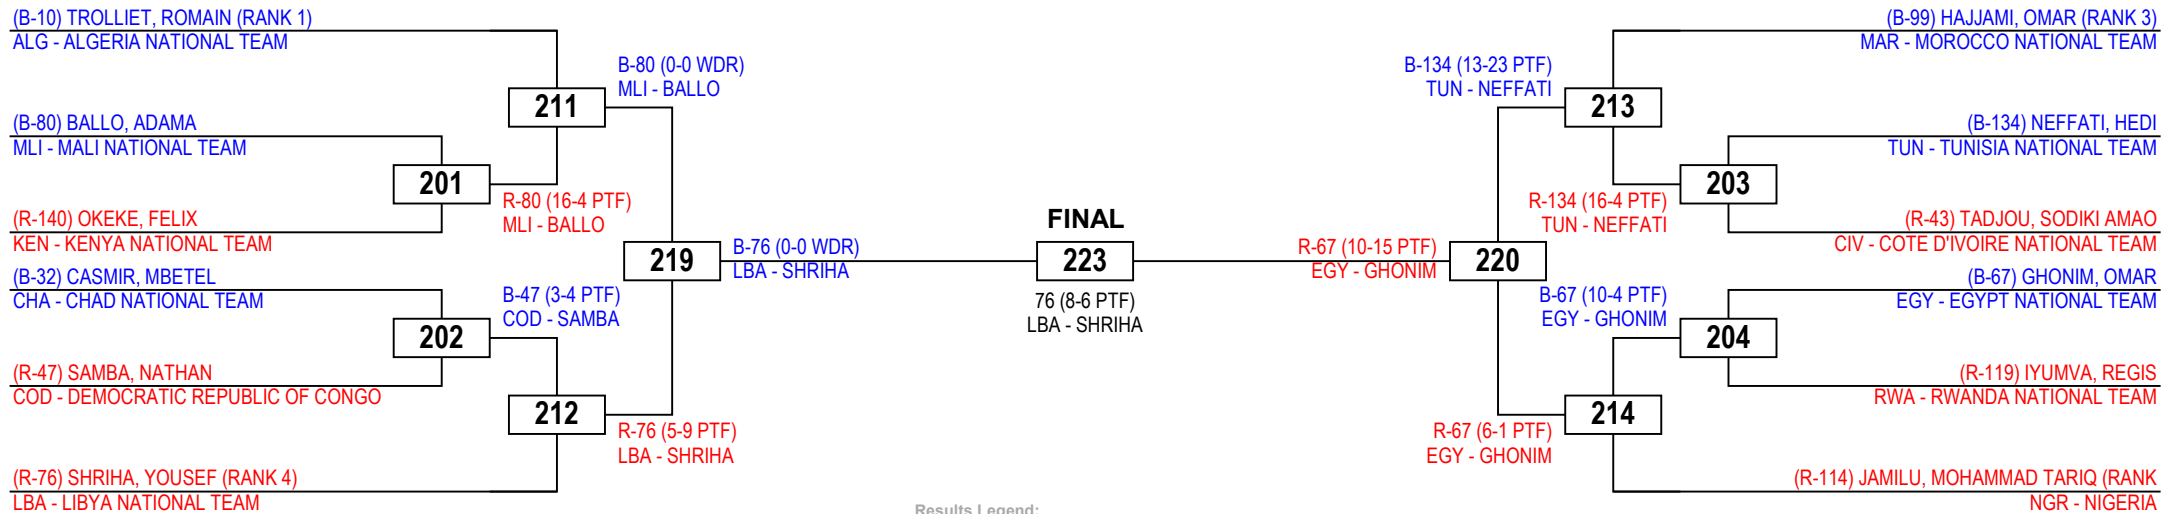 (B-10) TROLLIET, ROMAIN (RANK 1)
ALG - ALGERIA NATIONAL TEAM
(B-80) BALLO, ADAMA
MLI - MALI NATIONAL TEAM
(R-140) OKEKE, FELIX
KEN - KENYA NATIONAL TEAM
(B-32) CASMIR, MBETEL
CHA - CHAD NATIONAL TEAM
(R-47) SAMBA, NATHAN
COD - DEMOCRATIC REPUBLIC OF CONGO
(R-76) SHRIHA, YOUSEF (RANK 4)
LBA - LIBYA NATIONAL TEAM
201
202
211
R-80 (16-4 PTF)
MLI - BALLO
B-47 (3-4 PTF)
COD - SAMBA
212
B-80 (0-0 WDR)
MLI - BALLO
219
R-76 (5-9 PTF)
LBA - SHRIHA
B-76 (0-0 WDR)
LBA - SHRIHA
FINAL
223
76 (8-6 PTF)
LBA - SHRIHA
R-67 (10-15 PTF)
EGY - GHONIM
220
B-134 (13-23 PTF)
TUN - NEFFATI
213
R-134 (16-4 PTF)
TUN - NEFFATI
B-67 (10-4 PTF)
EGY - GHONIM
214
R-67 (6-1 PTF)
EGY - GHONIM
203
204
(B-99) HAJJAMI, OMAR (RANK 3)
MAR - MOROCCO NATIONAL TEAM
(B-134) NEFFATI, HEDI
TUN - TUNISIA NATIONAL TEAM
(R-43) TADJOU, SODIKI AMAO
CIV - COTE D'IVOIRE NATIONAL TEAM
(B-67) GHONIM, OMAR
EGY - EGYPT NATIONAL TEAM
(R-119) IYUMVA, REGIS
RWA - RWANDA NATIONAL TEAM
(R-114) JAMILU, MOHAMMAD TARIQ (RANK
NGR - NIGERIA
Results Legend: